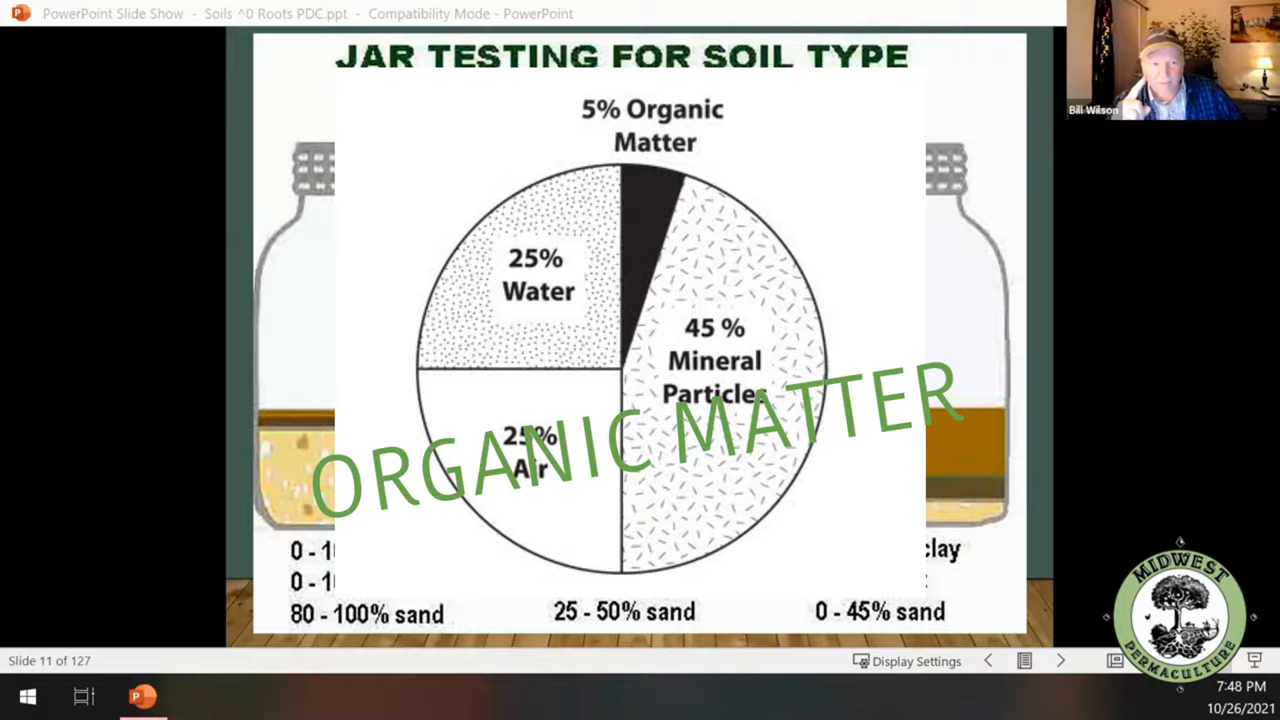 PowerPoint Slide Show - Soils ^0 Roots PDC.ppt - Compatibility Mode - PowerPoint
Bill Wilson
JAR TESTING FOR SOIL TYPE
5% Organic
Matter
25%
Water
45 %
Mineral
Particles
25%
Air
ORGANIC MATTER
0 - 1
clay
0 - 1
80 - 100% sand
25 - 50% sand
0 - 45% sand
MIDWEST
PERMACULTURE
Slide 11 of 127
Display Settings
7:48 PM
10/26/2021